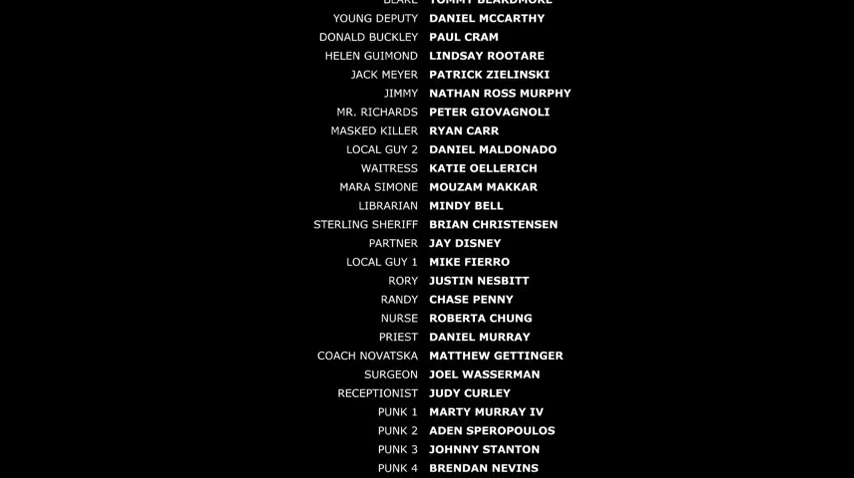 BLAKE TOMMY BEARDMORE
YOUNG DEPUTY DANIEL MCCARTHY
DONALD BUCKLEY PAUL CRAM
HELEN GUIMOND LINDSAY ROOTARE
JACK MEYER PATRICK ZIELINSKI
JIMMY NATHAN ROSS MURPHY
MR. RICHARDS PETER GIOVAGNOLI
MASKED KILLER RYAN CARR
LOCAL GUY 2 DANIEL MALDONADO
WAITRESS KATIE OELLERICH
MARA SIMONE MOUZAM MAKKAR
LIBRARIAN MINDY BELL
STERLING SHERIFF BRIAN CHRISTENSEN
PARTNER JAY DISNEY
LOCAL GUY 1 MIKE FIERRO
RORY JUSTIN NESBITT
RANDY CHASE PENNY
NURSE ROBERTA CHUNG
PRIEST DANIEL MURRAY
COACH NOVATSKA MATTHEW GETTINGER
SURGEON JOEL WASSERMAN
RECEPTIONIST JUDY CURLEY
PUNK 1 MARTY MURRAY IV
PUNK 2 ADEN SPEROPOULOS
PUNK 3 JOHNNY STANTON
PUNK 4 BRENDAN NEVINS